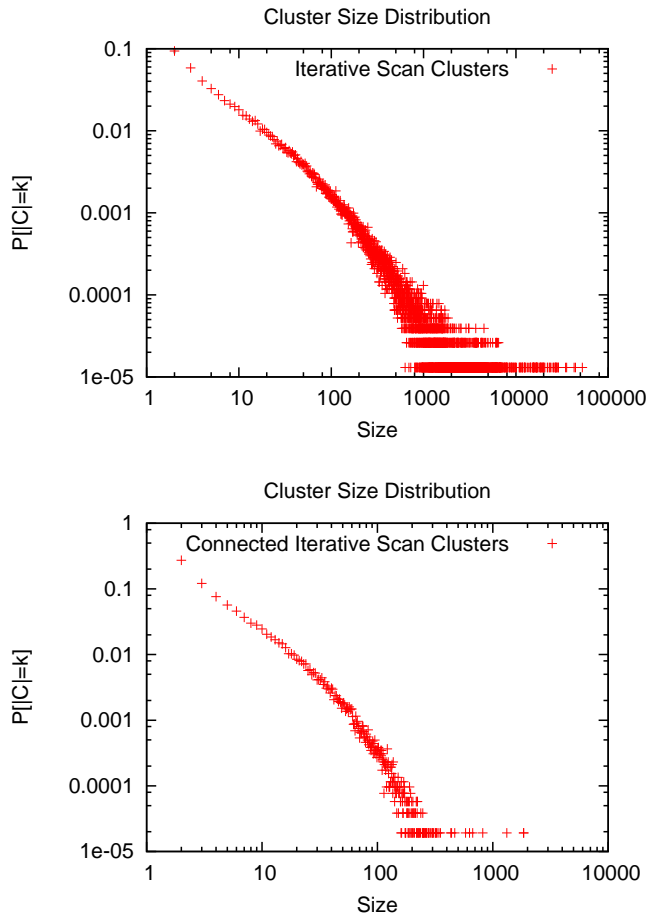 Cluster Size Distribution
0.1
Iterative Scan Clusters
0.01
P[|C|=k]
0.001
0.0001
1e-05
1 10 100 1000 10000 100000
Size
Cluster Size Distribution
1
Connected Iterative Scan Clusters
0.1
0.01
P[|C|=k]
0.001
0.0001
1e-05
1 10 100 1000 10000
Size